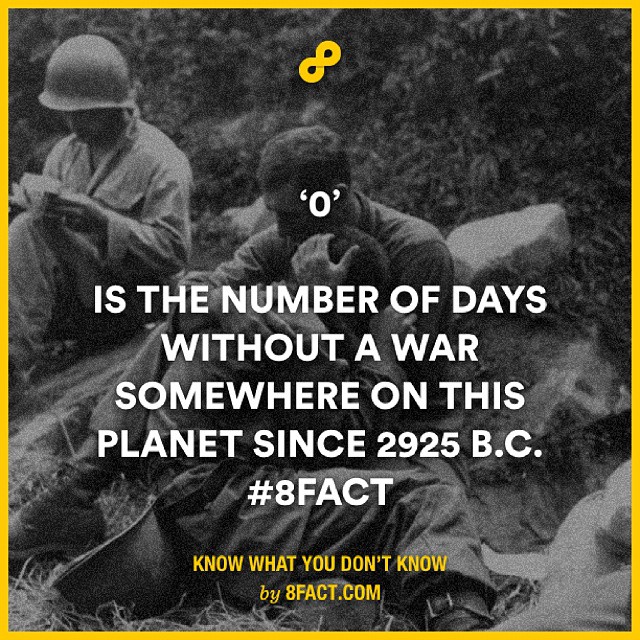 ‘0’
IS THE NUMBER OF DAYS
WITHOUT A WAR
SOMEWHERE ON THIS
PLANET SINCE 2925 B.C.
#8FACT
KNOW WHAT YOU DON’T KNOW
by 8FACT.COM